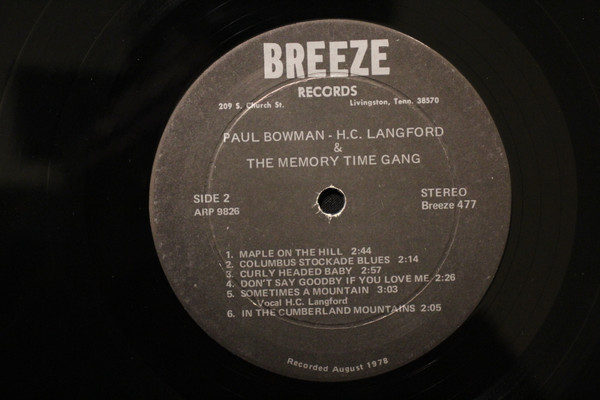 BREEZE
RECORDS
209 S. Church St. Livingston, Tenn. 38570
PAUL BOWMAN - H.C. LANGFORD
&
THE MEMORY TIME GANG
SIDE 2 STEREO
ARP 9826 Breeze 477
1. MAPLE ON THE HILL 2:44
2. COLUMBUS STOCKADE BLUES 2:14
3. CURLY HEADED BABY 2:57
4. DON'T SAY GOODBY IF YOU LOVE ME 2:26
5. SOMETIMES A MOUNTAIN 3:03
Vocal H.C. Langford
6. IN THE CUMBERLAND MOUNTAINS 2:05
Recorded August 1978